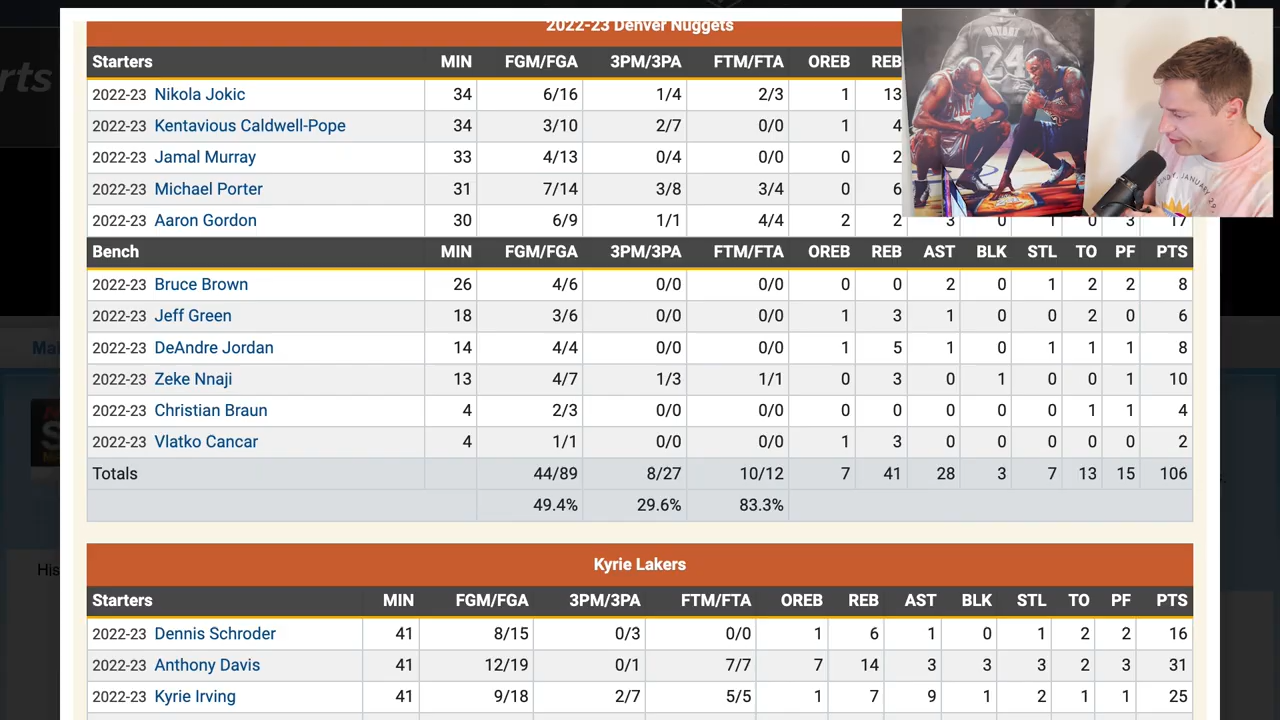 rts
2022-23 Denver Nuggets
Starters MIN FGM/FGA 3PM/3PA FTM/FTA OREB REB
2022-23 Nikola Jokic 34 6/16 1/4 2/3 1 13
2022-23 Kentavious Caldwell-Pope 34 3/10 2/7 0/0 1 4
2022-23 Jamal Murray 33 4/13 0/4 0/0 0 2
2022-23 Michael Porter 31 7/14 3/8 3/4 0 6
2022-23 Aaron Gordon 30 6/9 1/1 4/4 2 2 3 0 1 0 3 17
Bench MIN FGM/FGA 3PM/3PA FTM/FTA OREB REB AST BLK STL TO PF PTS
2022-23 Bruce Brown 26 4/6 0/0 0/0 0 0 2 0 1 2 2 8
2022-23 Jeff Green 18 3/6 0/0 0/0 1 3 1 0 0 2 0 6
2022-23 DeAndre Jordan 14 4/4 0/0 0/0 1 5 1 0 1 1 1 8
2022-23 Zeke Nnaji 13 4/7 1/3 1/1 0 3 0 1 0 0 1 10
2022-23 Christian Braun 4 2/3 0/0 0/0 0 0 0 0 0 1 1 4
2022-23 Vlatko Cancar 4 1/1 0/0 0/0 1 3 0 0 0 0 0 2
Totals 44/89 8/27 10/12 7 41 28 3 7 13 15 106
49.4% 29.6% 83.3%
Kyrie Lakers
Starters MIN FGM/FGA 3PM/3PA FTM/FTA OREB REB AST BLK STL TO PF PTS
2022-23 Dennis Schroder 41 8/15 0/3 0/0 1 6 1 0 1 2 2 16
2022-23 Anthony Davis 41 12/19 0/1 7/7 7 14 3 3 3 2 3 31
2022-23 Kyrie Irving 41 9/18 2/7 5/5 1 7 9 1 2 1 1 25
BRYANT
24
JANUARY 29
Mai
His